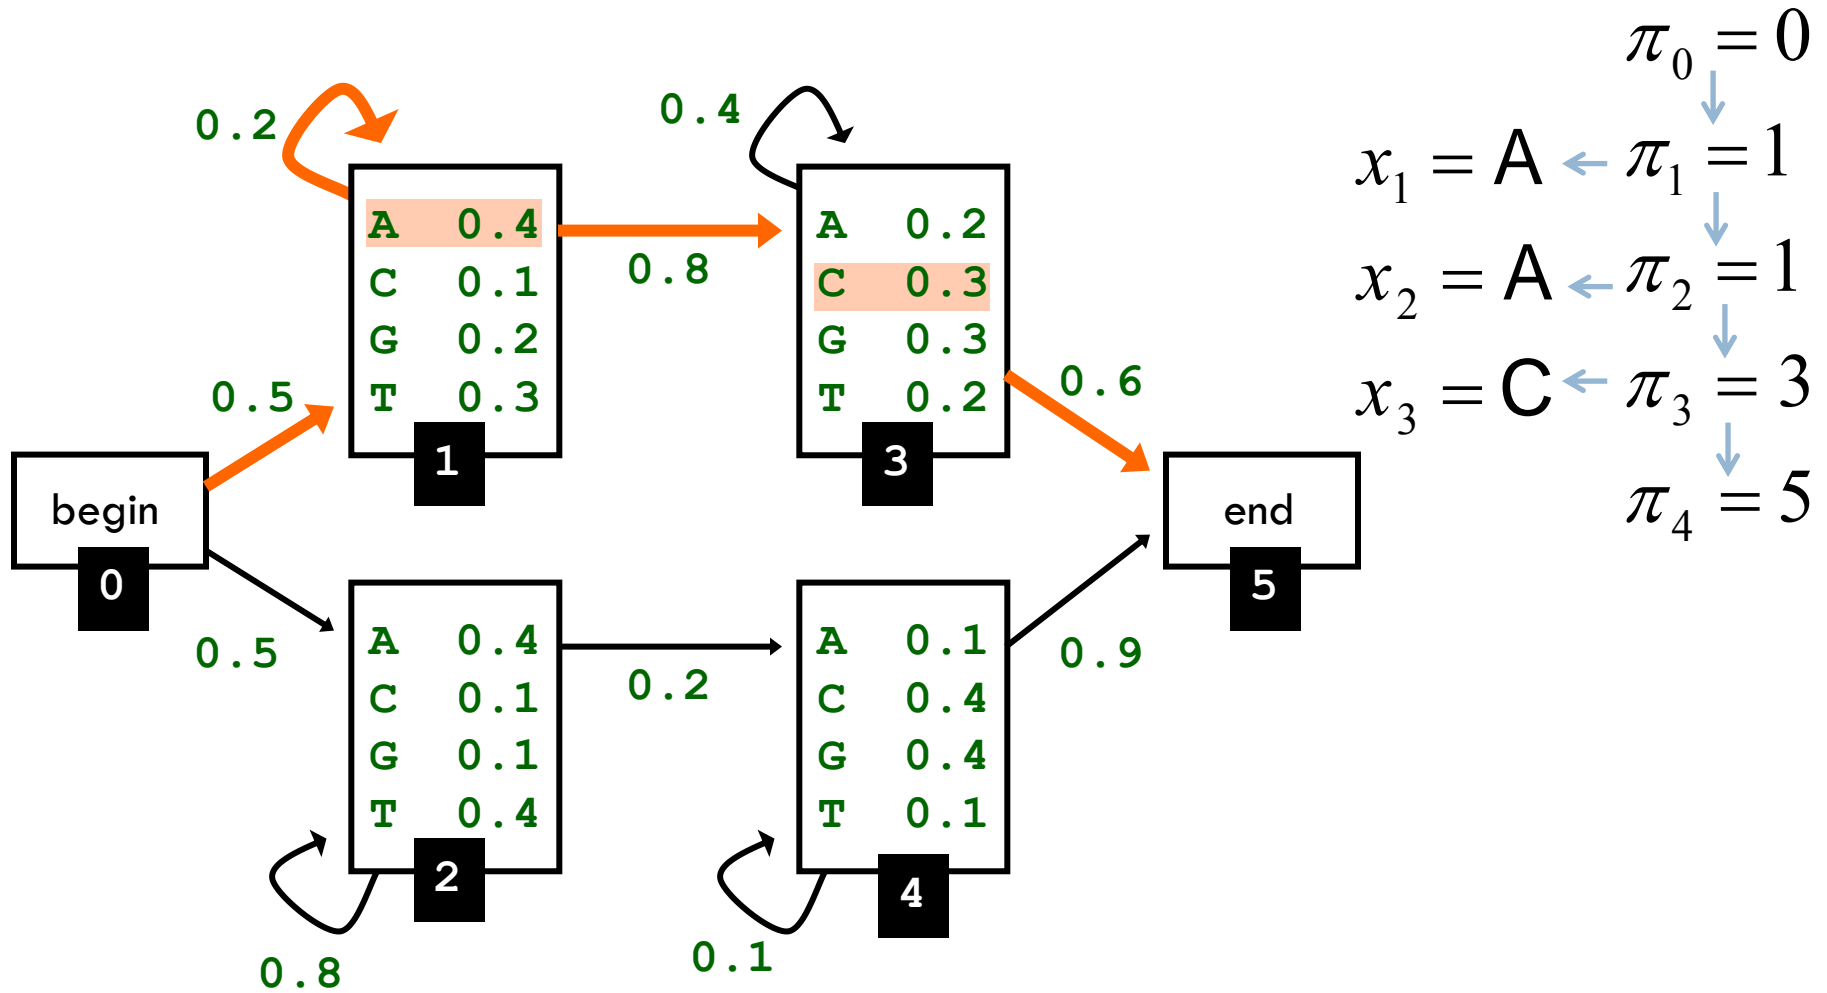 0.2
A 0.4
C 0.1
G 0.2
T 0.3
1
0.8
0.4
A 0.2
C 0.3
G 0.3
T 0.2
3
0.5
0.6
begin
0
end
5
0.5
A 0.4
C 0.1
G 0.1
T 0.4
2
0.8
0.2
A 0.1
C 0.4
G 0.4
T 0.1
4
0.1
0.9
π₀ = 0
x₁ = A ← π₁ = 1
x₂ = A ← π₂ = 1
x₃ = C ← π₃ = 3
π₄ = 5